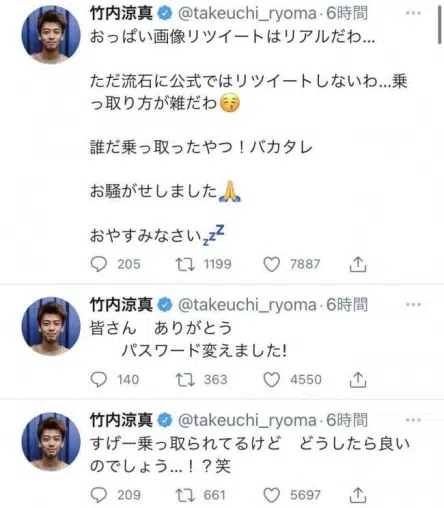 竹内涼真 @takeuchi_ryoma·6時間 ···
おっぱい画像リツイートはリアルだわ...
ただ流石に公式ではリツイートしないわ...乗
っ取り方が雑だわ😚
誰だ乗っ取ったやつ！バカタレ
お騒がせしました🙏
おやすみなさい💤
205 1199 7887
竹内涼真 @takeuchi_ryoma·6時間 ···
皆さん　ありがとう
パスワード変えました!
140 363 4550
竹内涼真 @takeuchi_ryoma·6時間 ···
すげー乗っ取られてるけど　どうしたら良い
のでしょう...！？笑
209 661 5697